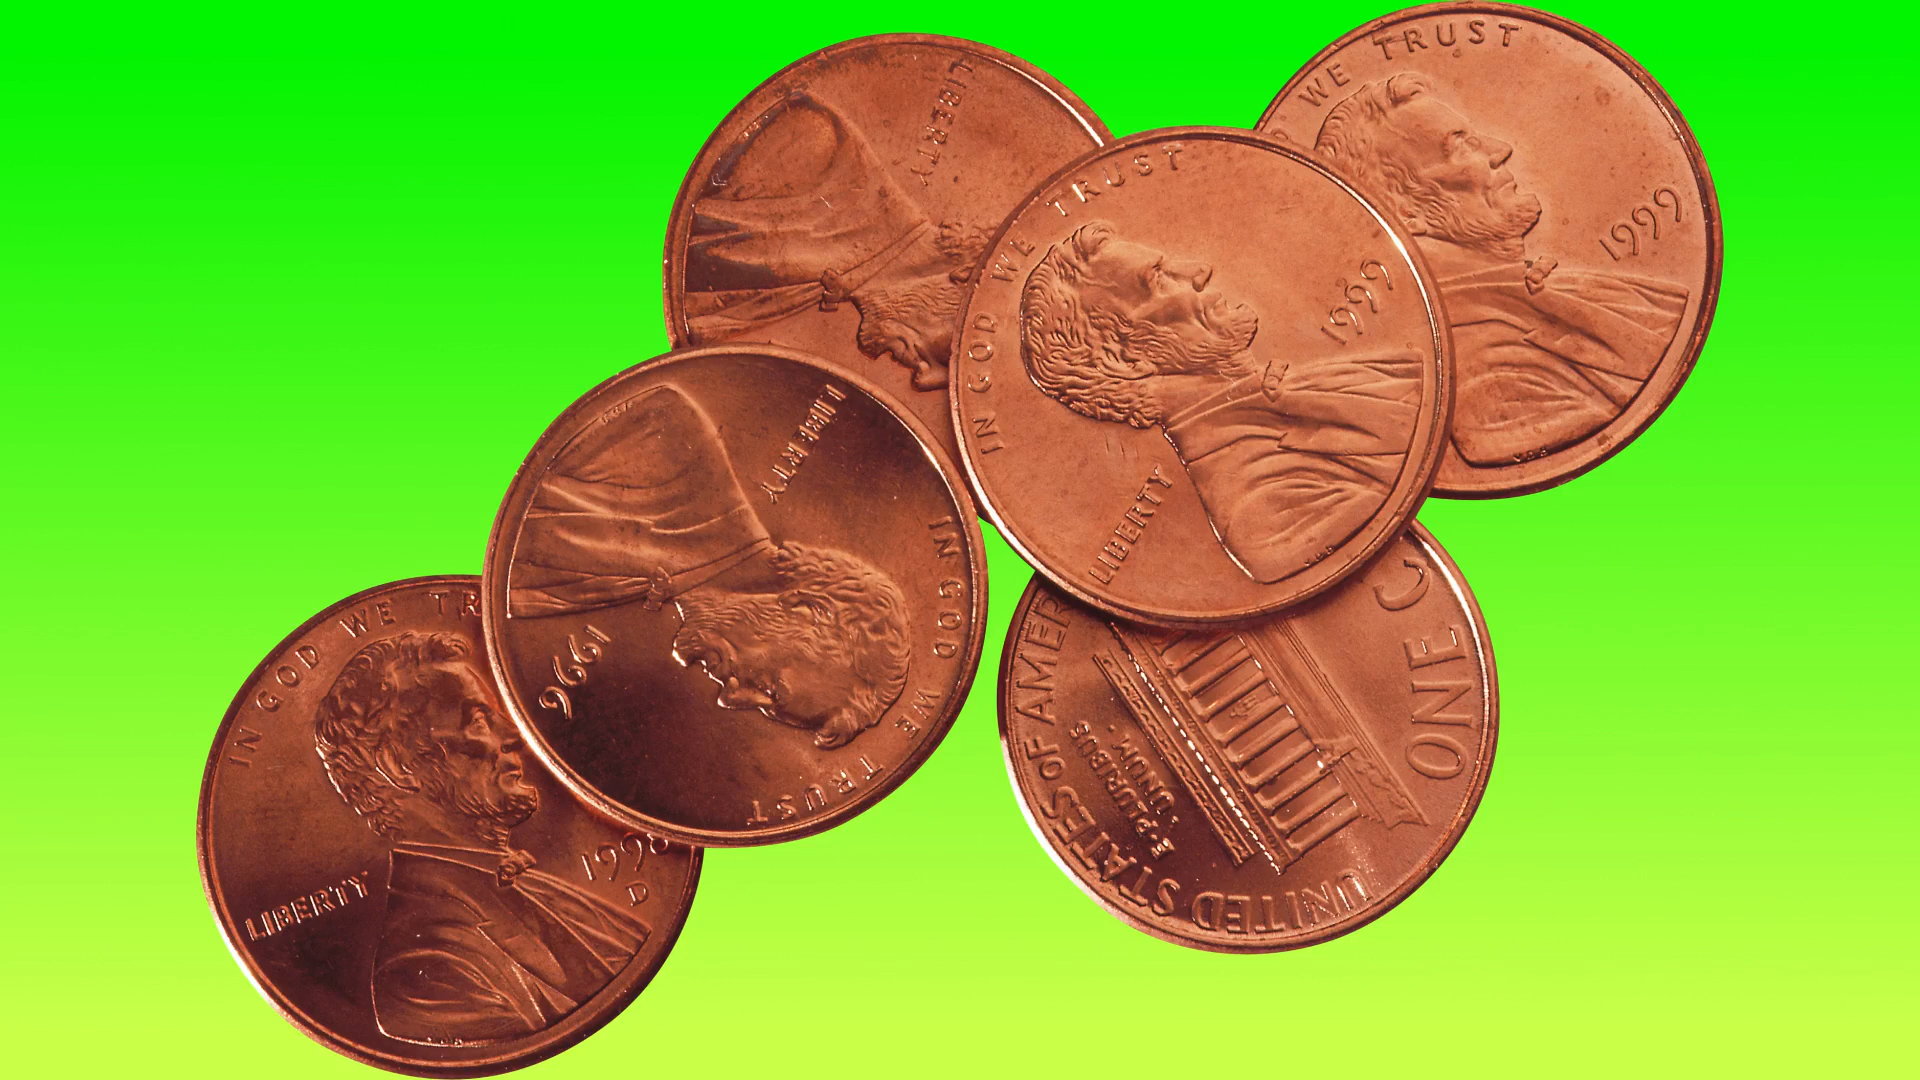 LIBERTY
WE TRUST
1999
IN GOD WE TRUST
LIBERTY
1999
LIBERTY
IN GOD WE TRUST
1996
IN GOD WE TR
LIBERTY
1998
D
UNITED STATES OF AMER
E·PLURIBUS
·UNUM·
ONE C